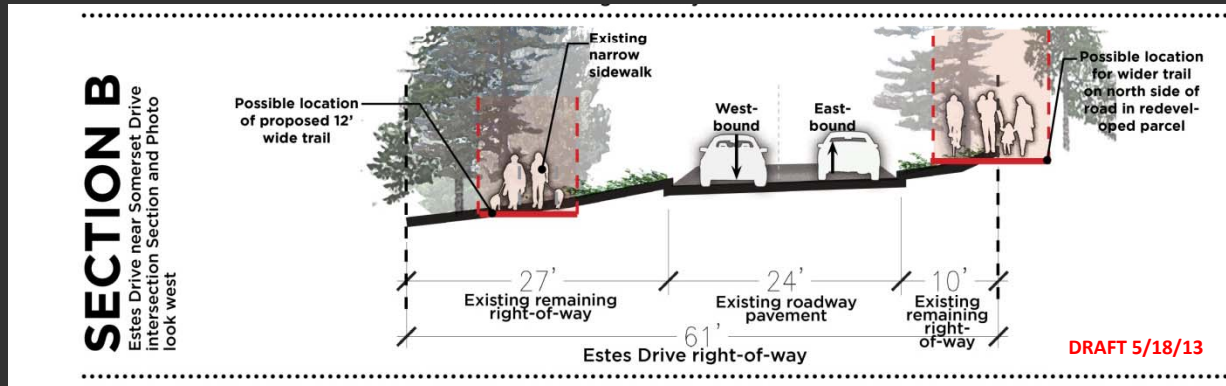 SECTION B
Estes Drive near Somerset Drive
intersection Section and Photo
look west
Possible location
of proposed 12'
wide trail
Existing
narrow
sidewalk
West-
bound
East-
bound
Possible location
for wider trail
on north side of
road in redevel-
oped parcel
27'
Existing remaining
right-of-way
24'
Existing roadway
pavement
10'
Existing
remaining
right-
of-way
61'
Estes Drive right-of-way
DRAFT 5/18/13